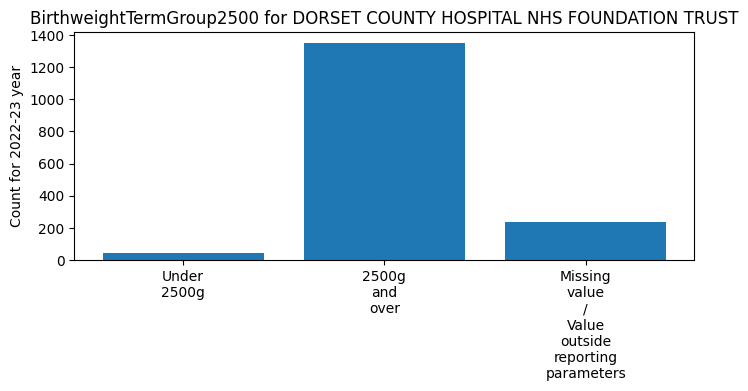 BirthweightTermGroup2500 for DORSET COUNTY HOSPITAL NHS FOUNDATION TRUST
Count for 2022-23 year
1400
1200
1000
800
600
400
200
0
Under
2500g
2500g
and
over
Missing
value
/
Value
outside
reporting
parameters